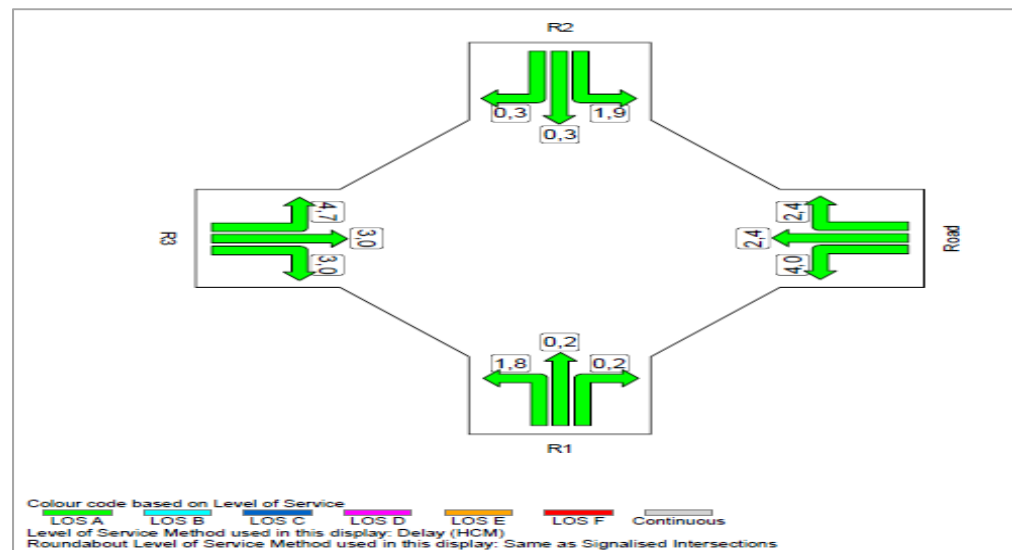 R2
0,3
1,9
0,3
4,7
2,4
R3
3,0
2,4
Road
3,0
4,0
0,2
1,8
0,2
R1
Colour code based on Level of Service
LOS A LOS B LOS C LOS D LOS E LOS F Continuous
Level of Service Method used in this display: Delay (HCM)
Roundabout Level of Service Method used in this display: Same as Signalised Intersections